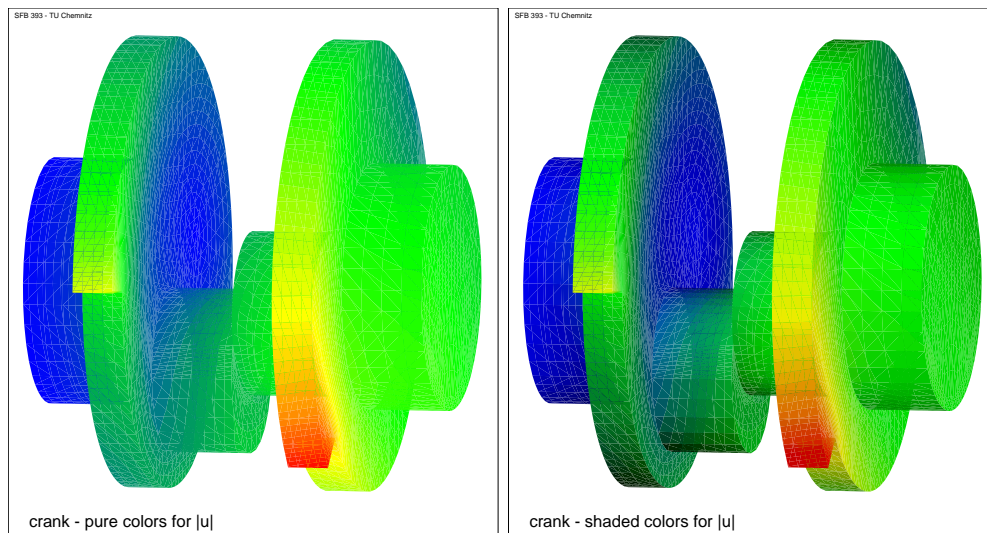 SFB 393 - TU Chemnitz
crank - pure colors for |u|
SFB 393 - TU Chemnitz
crank - shaded colors for |u|